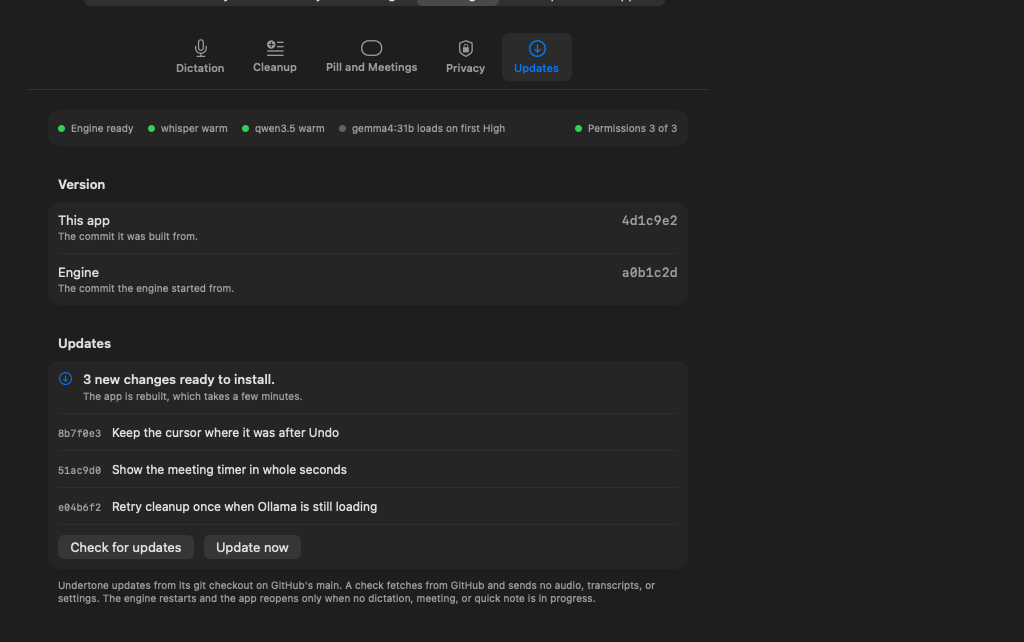 Dictation
Cleanup
Pill and Meetings
Privacy
Updates
Engine ready
whisper warm
qwen3.5 warm
gemma4:31b loads on first High
Permissions 3 of 3
Version
This app
4d1c9e2
The commit it was built from.
Engine
a0b1c2d
The commit the engine started from.
Updates
3 new changes ready to install.
The app is rebuilt, which takes a few minutes.
8b7f0e3 Keep the cursor where it was after Undo
51ac9d0 Show the meeting timer in whole seconds
e04b6f2 Retry cleanup once when Ollama is still loading
Check for updates
Update now
Undertone updates from its git checkout on GitHub's main. A check fetches from GitHub and sends no audio, transcripts, or
settings. The engine restarts and the app reopens only when no dictation, meeting, or quick note is in progress.